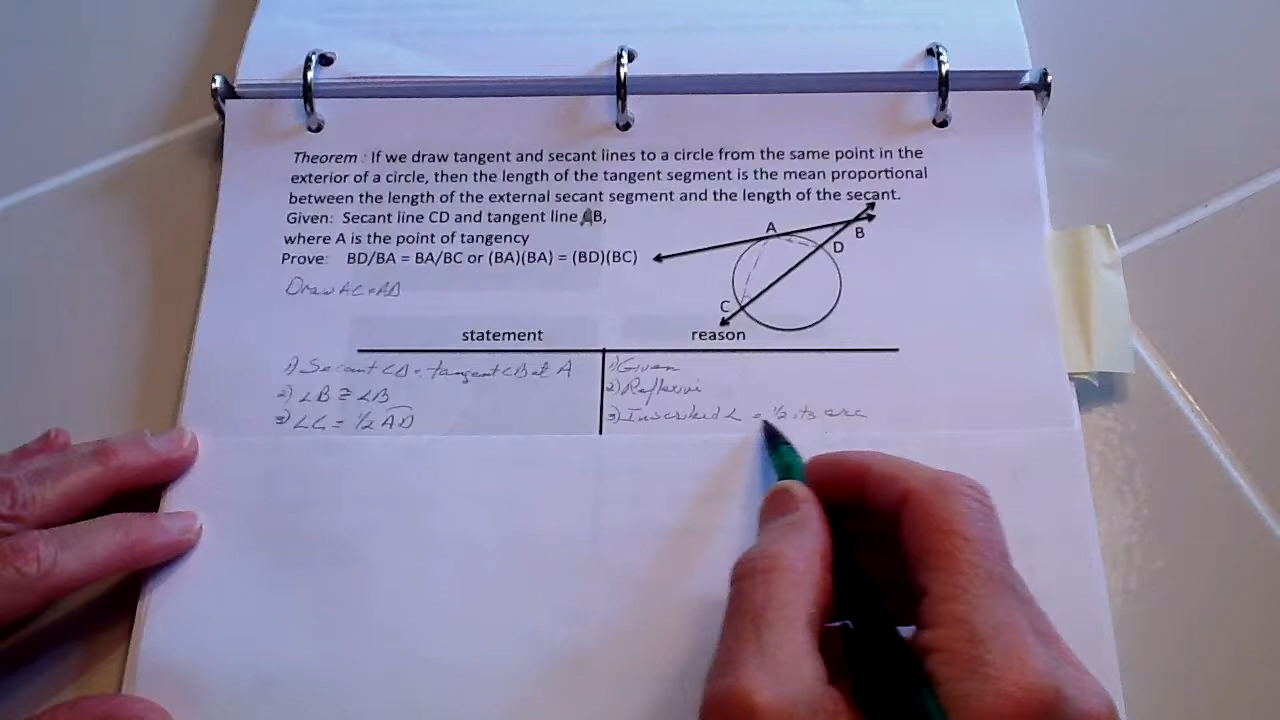 Theorem : If we draw tangent and secant lines to a circle from the same point in the
exterior of a circle, then the length of the tangent segment is the mean proportional
between the length of the external secant segment and the length of the secant.
Given: Secant line CD and tangent line AB,
where A is the point of tangency
Prove: BD/BA = BA/BC or (BA)(BA) = (BD)(BC)
A
B
D
C
Draw AC + AD
statement reason
1) Secant CD + tangent CB at A 1) Given
2) ∠B ≅ ∠B 2) Reflexive
3) ∠C = ½ AD 3) Inscribed ∠ = ½ its arc